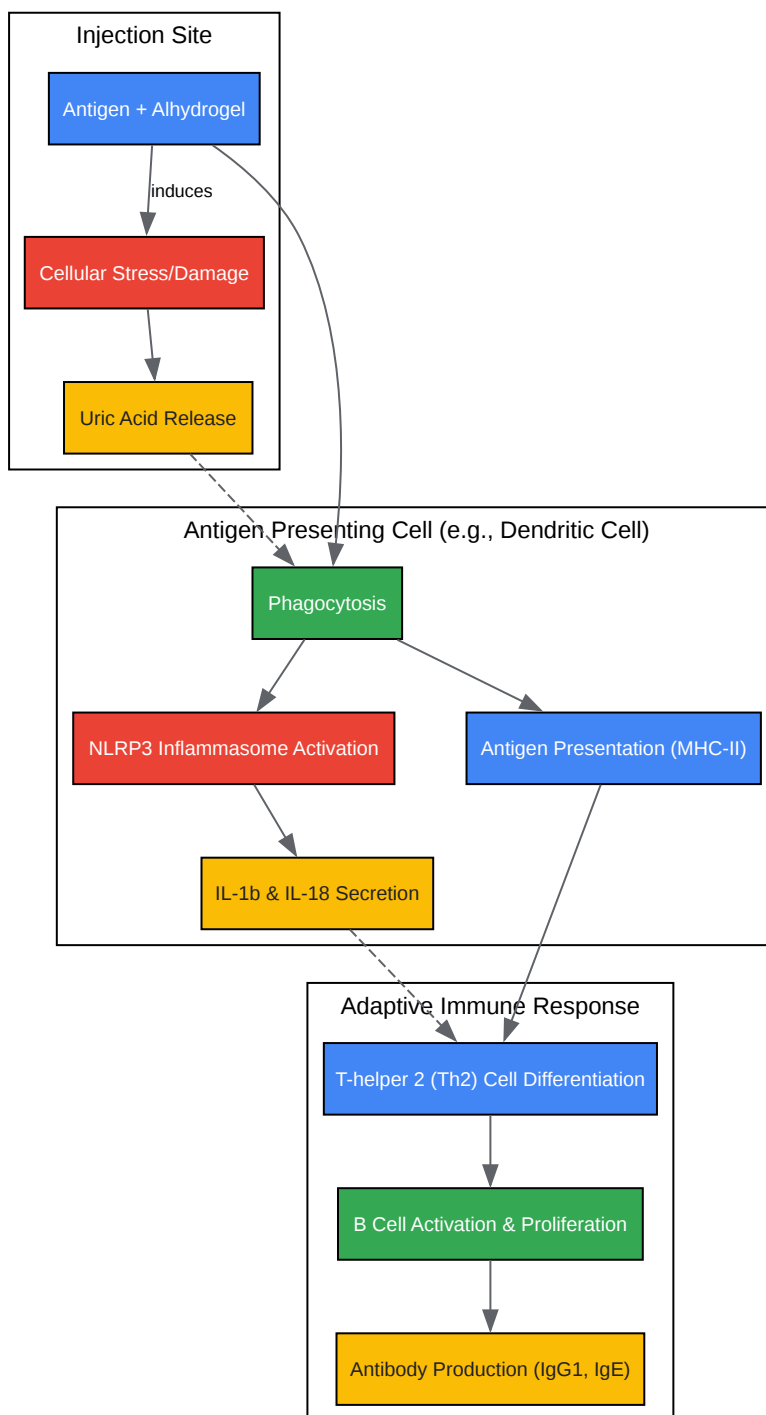 Injection Site
Antigen + Alhydrogel
induces
Cellular Stress/Damage
Uric Acid Release
Antigen Presenting Cell (e.g., Dendritic Cell)
Phagocytosis
NLRP3 Inflammasome Activation
Antigen Presentation (MHC-II)
IL-1b & IL-18 Secretion
Adaptive Immune Response
T-helper 2 (Th2) Cell Differentiation
B Cell Activation & Proliferation
Antibody Production (IgG1, IgE)